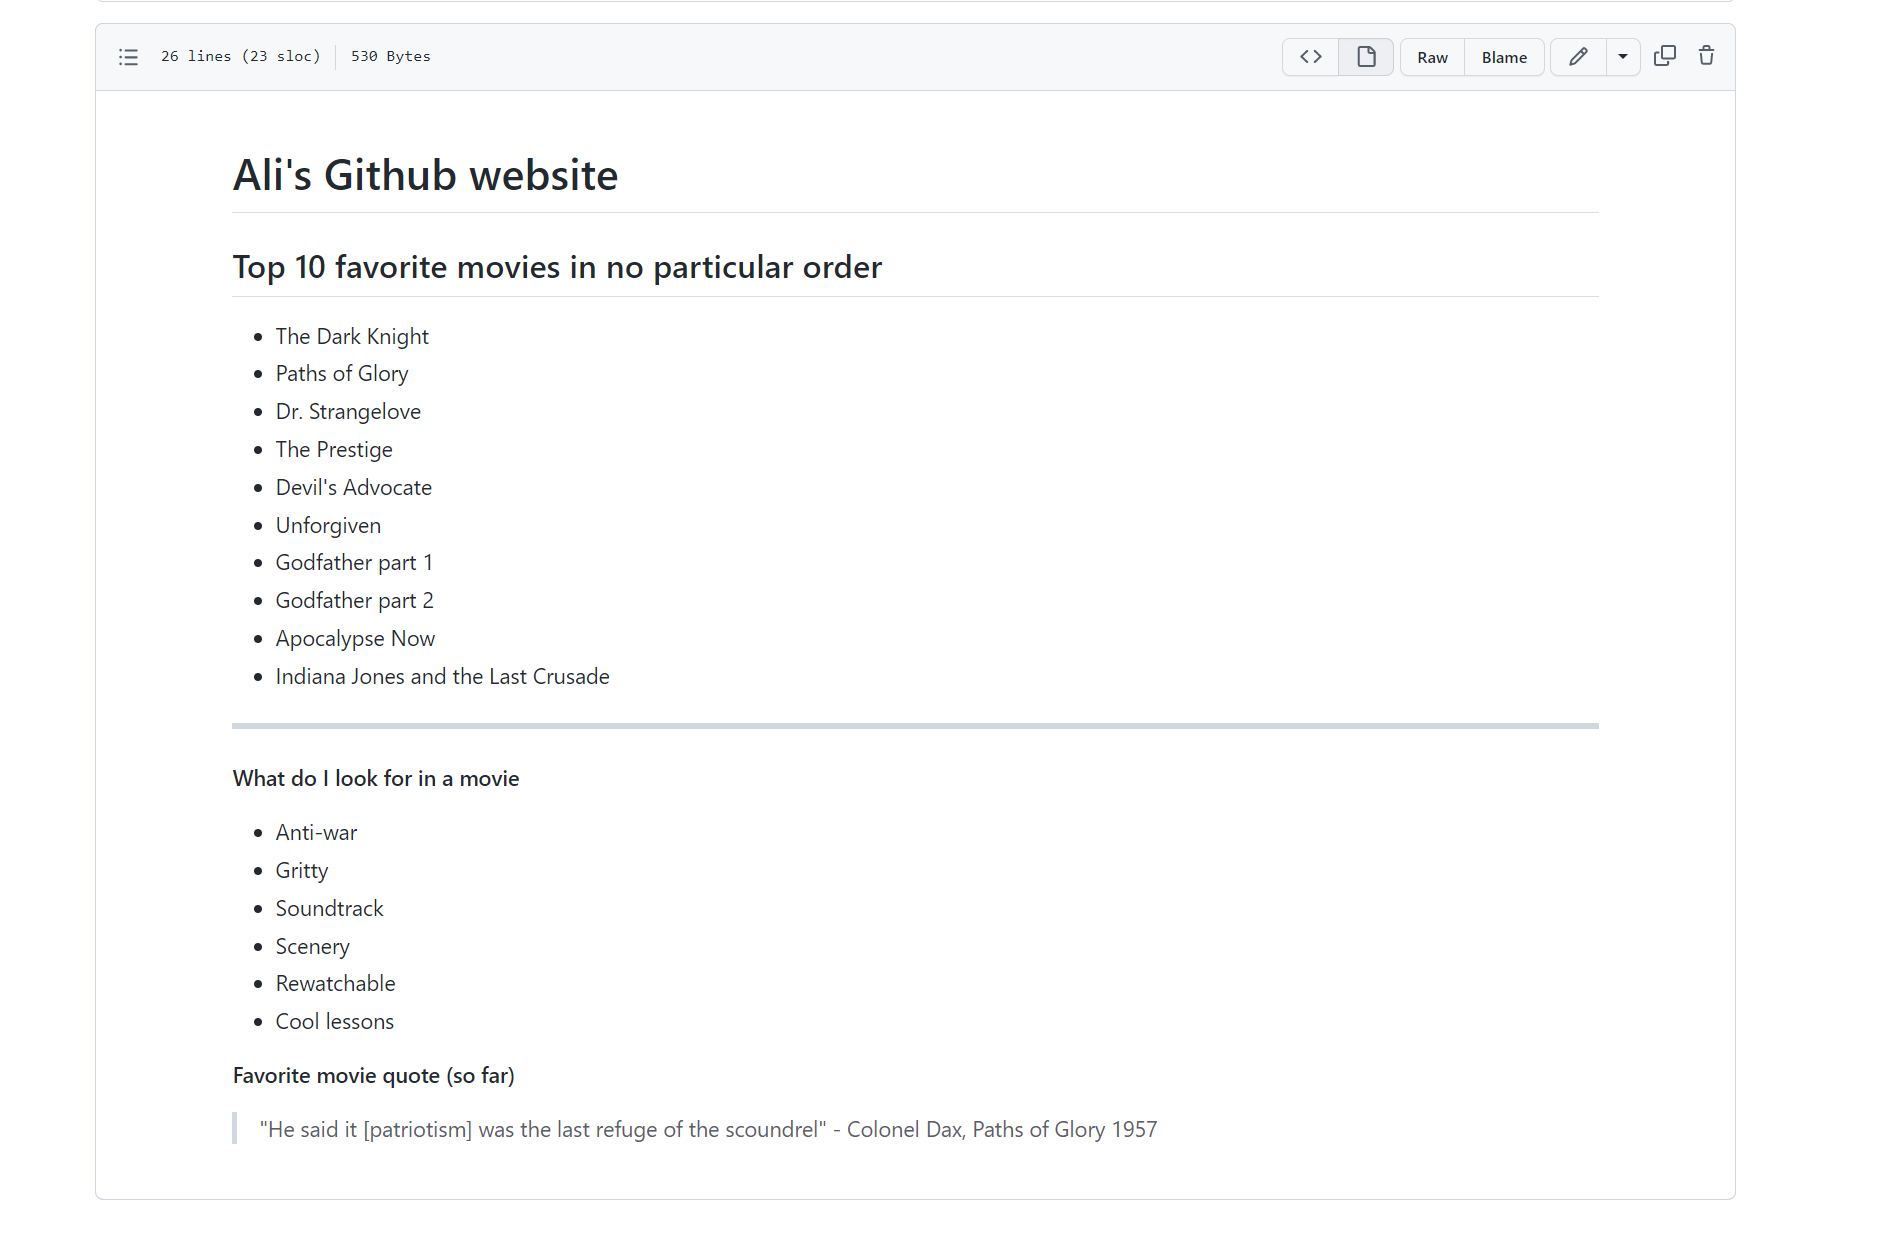 26 lines (23 sloc) 530 Bytes Raw Blame
Ali's Github website
Top 10 favorite movies in no particular order
The Dark Knight
Paths of Glory
Dr. Strangelove
The Prestige
Devil's Advocate
Unforgiven
Godfather part 1
Godfather part 2
Apocalypse Now
Indiana Jones and the Last Crusade
What do I look for in a movie
Anti-war
Gritty
Soundtrack
Scenery
Rewatchable
Cool lessons
Favorite movie quote (so far)
"He said it [patriotism] was the last refuge of the scoundrel" - Colonel Dax, Paths of Glory 1957